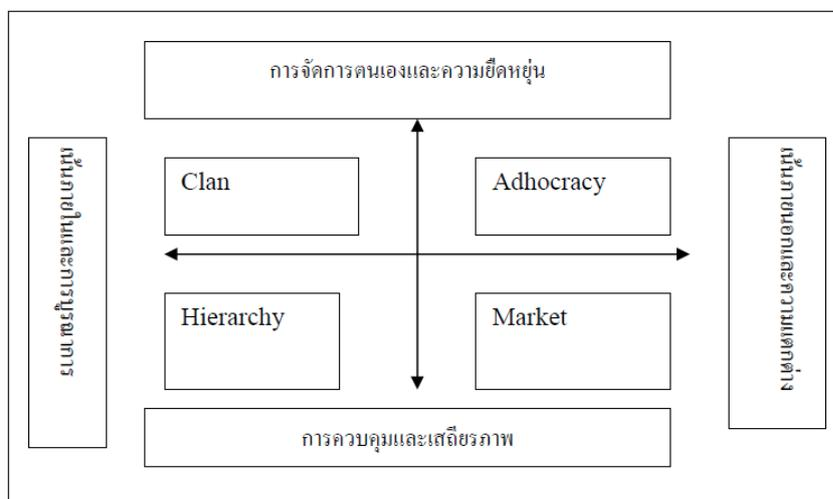 การจัดการตนเองและความยืดหยุ่น
เน้นภายในและการบูรณาการ
Clan
Adhocracy
เน้นภายนอกและความแตกต่าง
Hierarchy
Market
การควบคุมและเสถียรภาพ